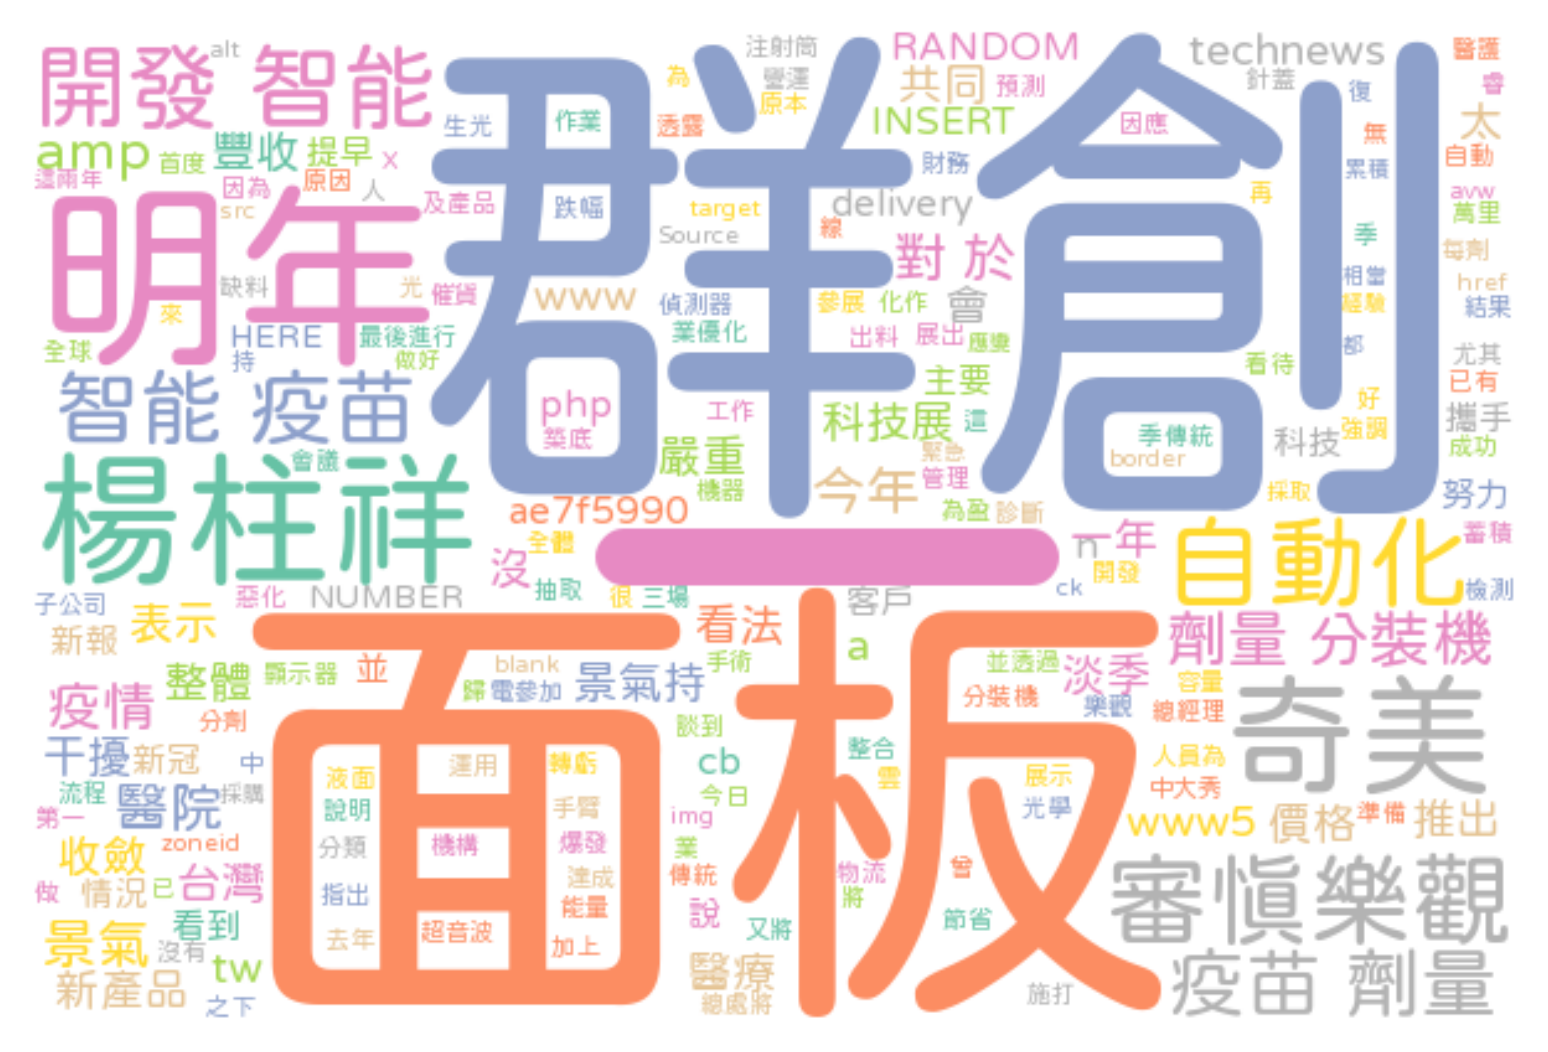 開發 智能
alt
注射筒
RANDOM
technews
醫護
為
營運
共同
預測
針蓋
復
睿
原本
生光
作業
透露
INSERT
因應
太
無
amp
首度
豐收
提早
x
財務
累積
自動
這兩年
因為
原因
人
及產品
跌幅
target
delivery
再
avw
萬里
src
Source
線
對 於
季
每劑
明年
群創
缺料
光
催貨
www
偵測器
參展
化作
會
相當
經驗
href
結果
來
HERE
最後進行
業優化
出料
展出
應變
都
全球
持
做好
看待
尤其
已有
智能 疫苗
php
築底
工作
主要
科技展
這
好
強調
攜手
季傳統
科技
border
成功
嚴重
緊急
會議
楊柱祥
機器
今年
管理
採取
努力
ae7f5990
為盈
診斷
一
n
一年
自動化
蓄積
全體
沒
開發
子公司
惡化
NUMBER
抽取
很
三場
客戶
ck
檢測
新報
表示
面板
看法
a
劑量 分裝機
整體
顯示器
並
blank
手術
並透過
淡季
容量
疫情
歸
電參加
景氣持
分裝機
樂觀
總經理
奇美
分劑
談到
干擾
新冠
中
液面
運用
轉虧
cb
整合
雲
展示
人員為
中大秀
流程
醫院
採購
說明
手臂
今日
光學
第一
img
www5
價格
準備
推出
收斂
zoneid
分類
機構
爆發
業
物流
曾
審慎樂觀
做
情況
已
台灣
指出
達成
傳統
將
能量
景氣
看到
說
節省
沒有
去年
超音波
加上
又將
新產品
tw
醫療
疫苗 劑量
之下
總處將
施打